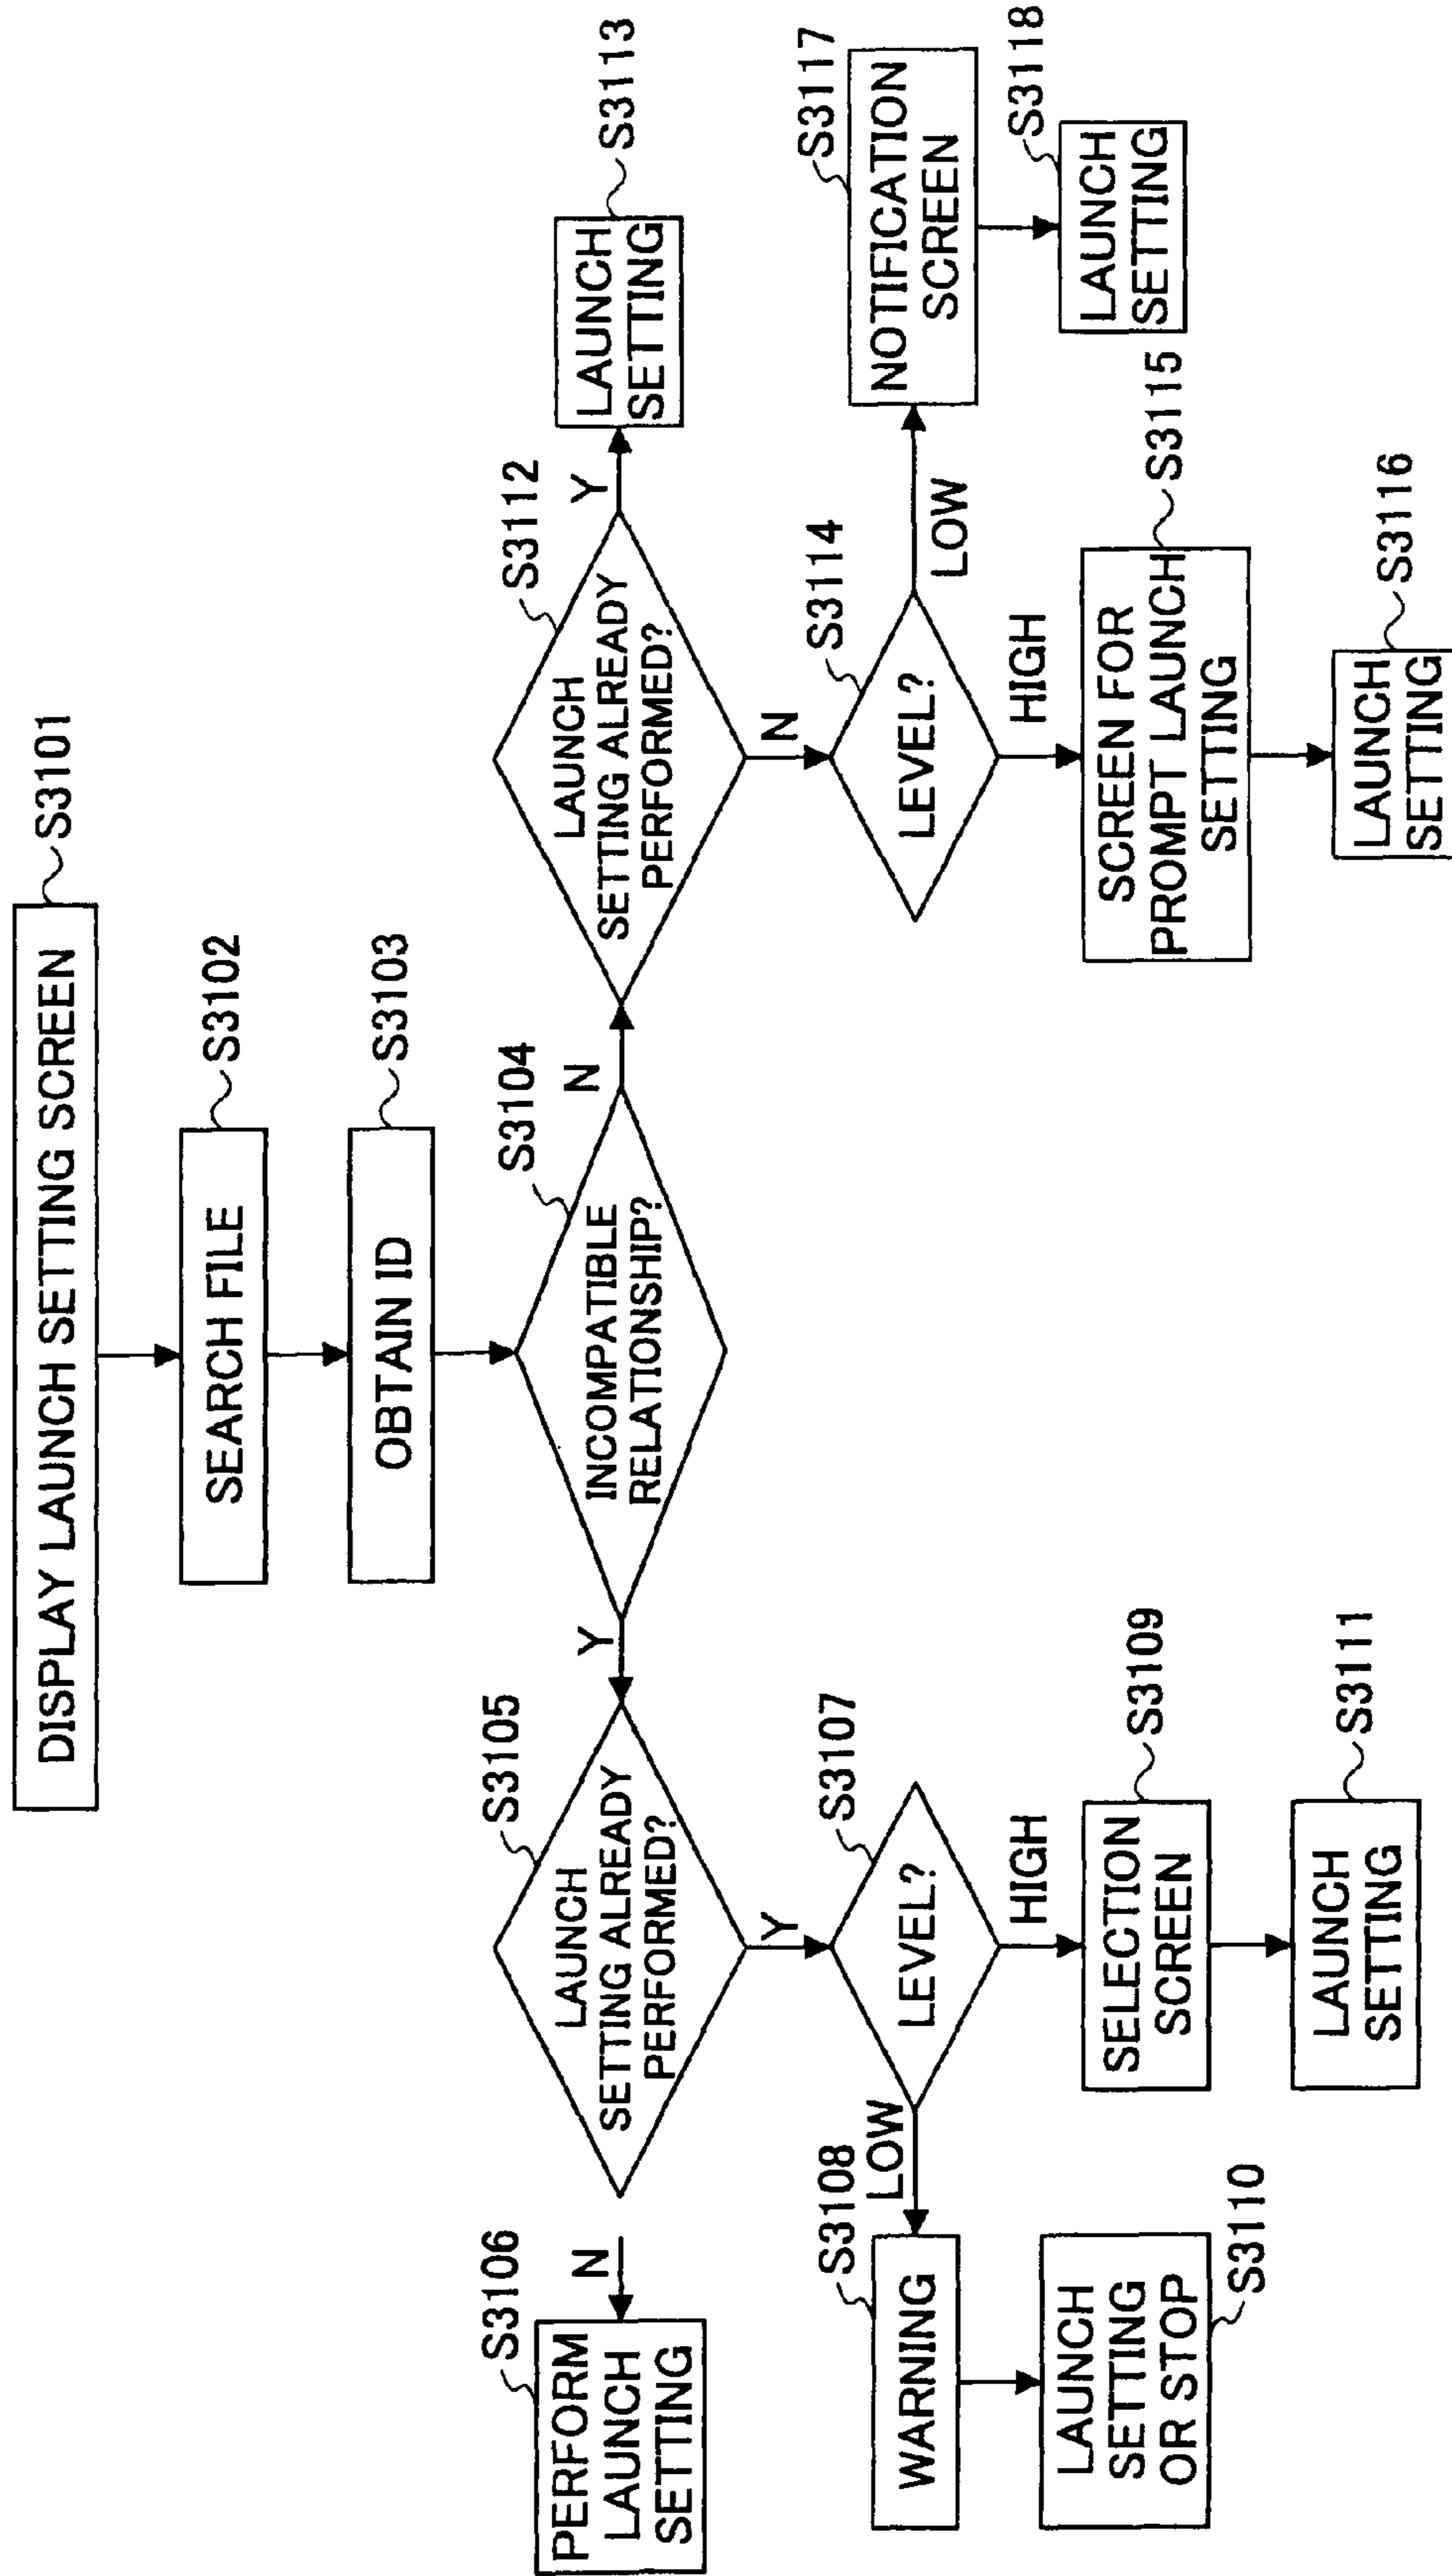 DISPLAY LAUNCH SETTING SCREEN
S3101
SEARCH FILE
S3102
OBTAIN ID
S3103
INCOMPATIBLE
RELATIONSHIP?
S3104
Y
N
LAUNCH
SETTING ALREADY
PERFORMED?
S3105
N
PERFORM
LAUNCH
SETTING
S3106
Y
LEVEL?
S3107
LOW
WARNING
S3108
LAUNCH
SETTING
OR STOP
S3110
HIGH
SELECTION
SCREEN
S3109
LAUNCH
SETTING
S3111
LAUNCH
SETTING ALREADY
PERFORMED?
S3112
Y
LAUNCH
SETTING
S3113
N
LEVEL?
S3114
HIGH
SCREEN FOR
PROMPT LAUNCH
SETTING
S3115
LAUNCH
SETTING
S3116
LOW
NOTIFICATION
SCREEN
S3117
LAUNCH
SETTING
S3118